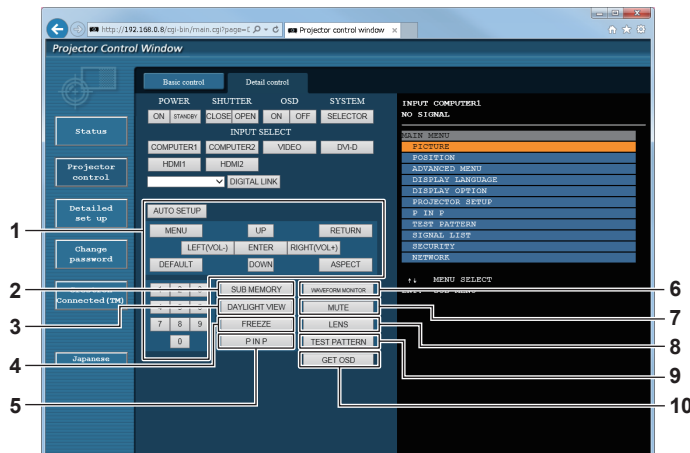 http://192.168.0.8/cgi-bin/main.cgi?page=
Projector control window
Projector Control Window
Basic control
Detail control
POWER SHUTTER OSD SYSTEM
ON STANDBY CLOSE OPEN ON OFF SELECTOR
INPUT SELECT
COMPUTER1 COMPUTER2 VIDEO DVI-D
HDMI1 HDMI2
DIGITAL LINK
AUTO SETUP
MENU UP RETURN
LEFT(VOL-) ENTER RIGHT(VOL+)
DEFAULT DOWN ASPECT
SUB MEMORY WAVEFORM MONITOR
DAYLIGHT VIEW MUTE
7 8 9 FREEZE LENS
0 P IN P TEST PATTERN
GET OSD
Status
Projector
control
Detailed
set up
Change
password
Connected(TM)
Japanese
INPUT COMPUTER1
NO SIGNAL
MAIN MENU
PICTURE
POSITION
ADVANCED MENU
DISPLAY LANGUAGE
DISPLAY OPTION
PROJECTOR SETUP
P IN P
TEST PATTERN
SIGNAL LIST
SECURITY
NETWORK
↑↓ MENU SELECT
1
2
3
4
5
6
7
8
9
10